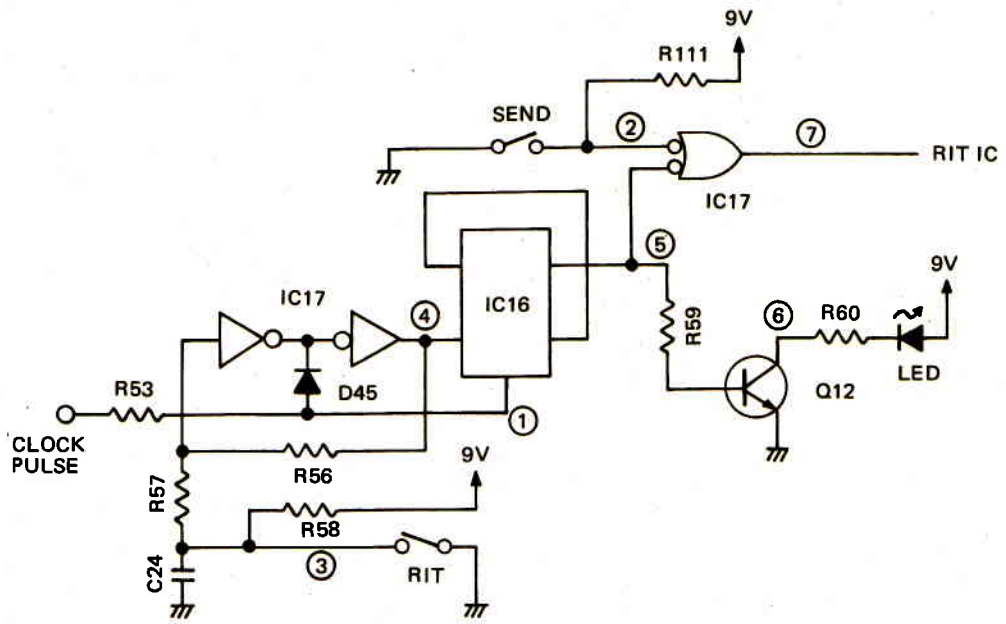 9V
R111
SEND
②
⑦
RIT IC
IC17
⑤
9V
IC17
④
IC16
R59
⑥
R60
LED
R53
D45
①
Q12
CLOCK
PULSE
R56
9V
R57
R58
③
RIT
C24